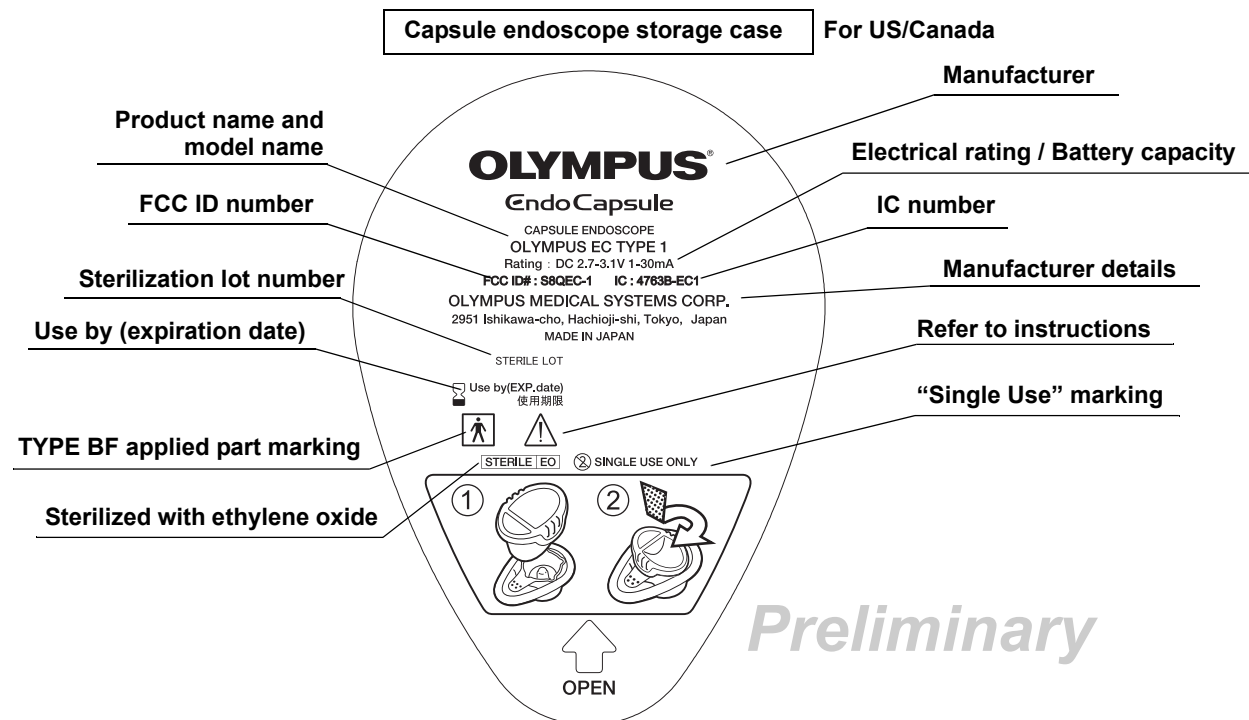 Capsule endoscope storage case
For US/Canada
Manufacturer
Product name and
model name
Electrical rating / Battery capacity
FCC ID number
IC number
Sterilization lot number
Manufacturer details
Use by (expiration date)
Refer to instructions
“Single Use” marking
TYPE BF applied part marking
Sterilized with ethylene oxide
OLYMPUS®
EndoCapsule
CAPSULE ENDOSCOPE
OLYMPUS EC TYPE 1
Rating : DC 2.7-3.1V 1-30mA
FCC ID# : S8QEC-1 IC : 4763B-EC1
OLYMPUS MEDICAL SYSTEMS CORP.
2951 Ishikawa-cho, Hachioji-shi, Tokyo, Japan
MADE IN JAPAN
STERILE LOT
Use by(EXP.date)
使用期限
STERILE EO 2 SINGLE USE ONLY
1 2
OPEN
Preliminary